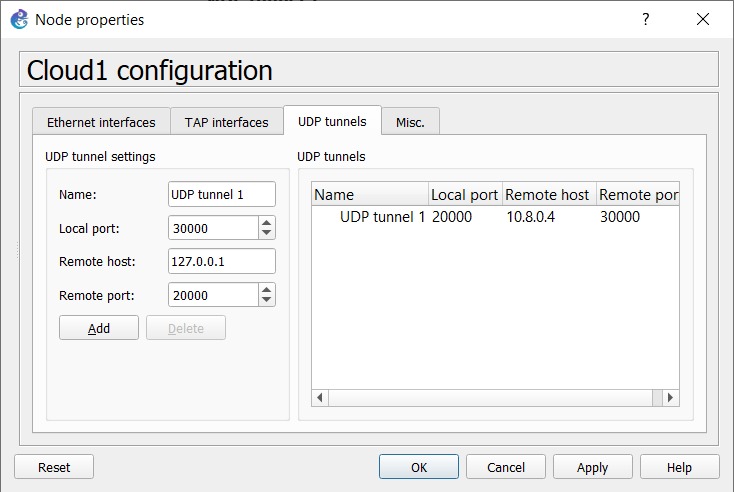 Node properties
?
Cloud1 configuration
Ethernet interfaces TAP interfaces UDP tunnels Misc.
UDP tunnel settings
Name: UDP tunnel 1
Local port: 30000
Remote host: 127.0.0.1
Remote port: 20000
Add Delete
UDP tunnels
Name Local port Remote host Remote por
UDP tunnel 1 20000 10.8.0.4 30000
Reset OK Cancel Apply Help